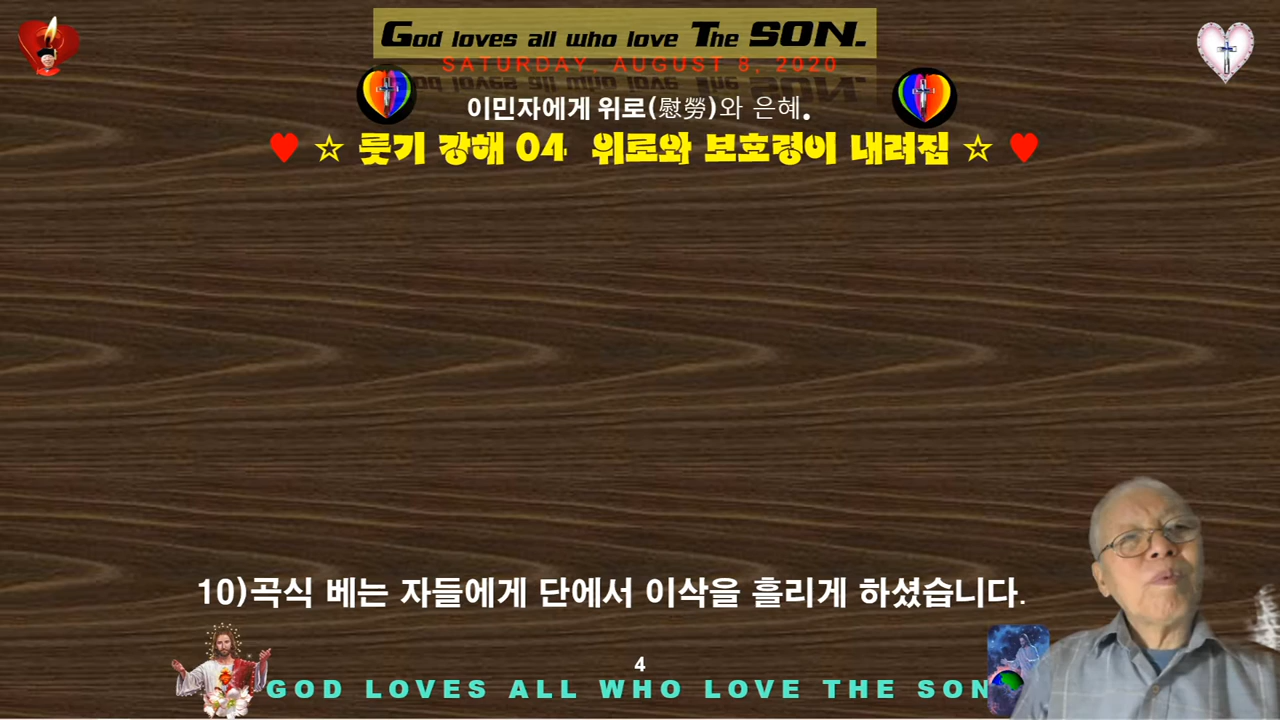 God loves all who love The SON.
SATURDAY, AUGUST 8, 2020
이민자에게 위로(慰勞)와 은혜.
♥ ☆ 룻기 강해 04 위로와 보호령이 내려짐 ☆ ♥
10)곡식 베는 자들에게 단에서 이삭을 흘리게 하셨습니다.
4
GOD LOVES ALL WHO LOVE THE SON